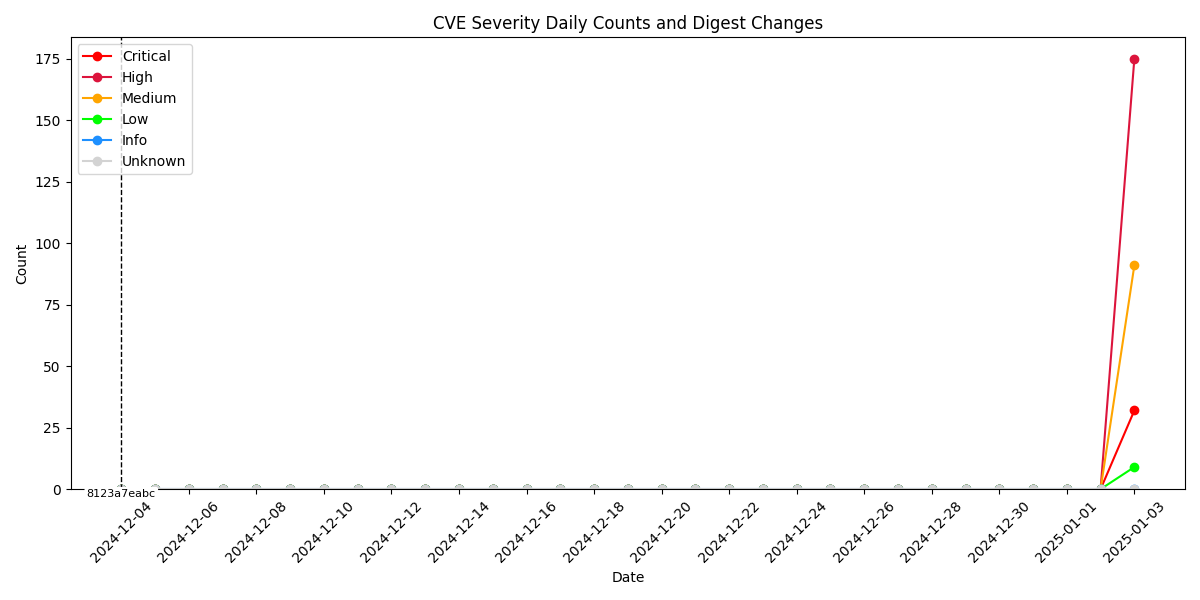 CVE Severity Daily Counts and Digest Changes
Critical
High
Medium
Low
Info
Unknown
175
150
125
100
75
50
25
0
Count
8123a7eabc
2024-12-04
2024-12-06
2024-12-08
2024-12-10
2024-12-12
2024-12-14
2024-12-16
2024-12-18
2024-12-20
2024-12-22
2024-12-24
2024-12-26
2024-12-28
2024-12-30
2025-01-01
2025-01-03
Date